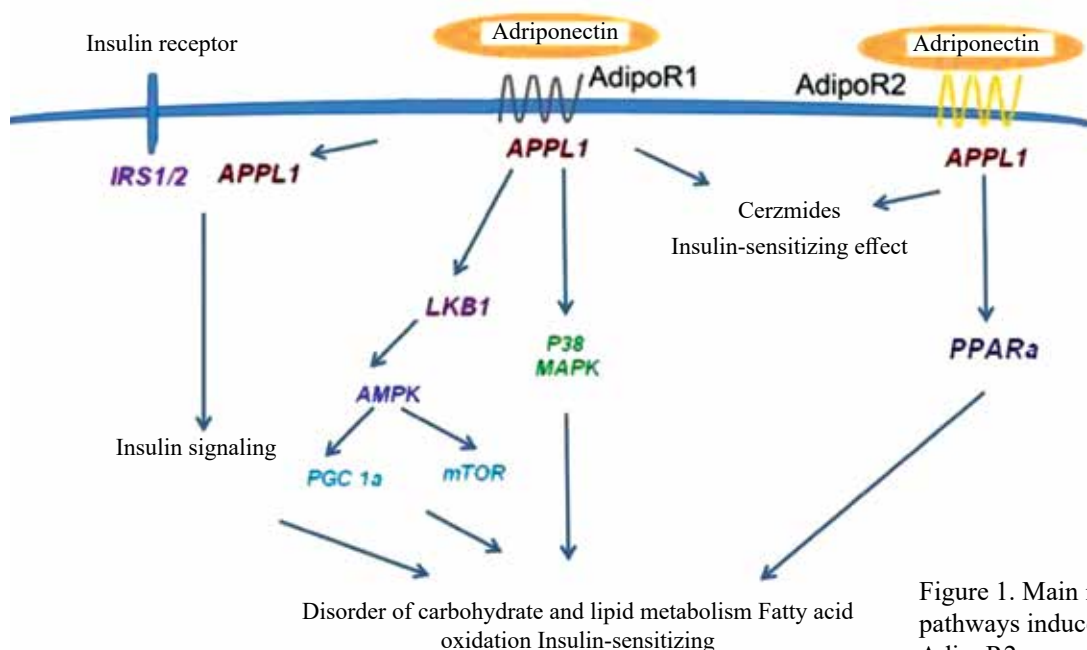 Insulin receptor
Adriponectin
Adriponectin
AdipoR1
AdipoR2
IRS1/2
APPL1
APPL1
APPL1
Cerzmides
Insulin-sensitizing effect
LKB1
P38
MAPK
PPARa
AMPK
Insulin signaling
PGC 1a
mTOR
Disorder of carbohydrate and lipid metabolism Fatty acid
oxidation Insulin-sensitizing
Figure 1. Main
pathways